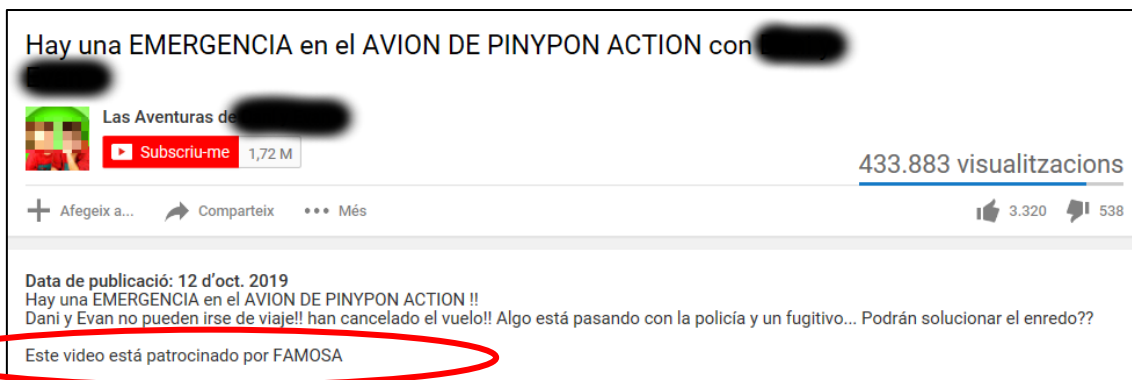 Hay una EMERGENCIA en el AVION DE PINYPON ACTION con
Las Aventuras de
Subscriu-me 1,72 M
433.883 visualitzacions
Afegeix a... Comparteix Més
3.320 538
Data de publicació: 12 d'oct. 2019
Hay una EMERGENCIA en el AVION DE PINYPON ACTION !!
Dani y Evan no pueden irse de viaje!! han cancelado el vuelo!! Algo está pasando con la policía y un fugitivo... Podrán solucionar el enredo??
Este video está patrocinado por FAMOSA